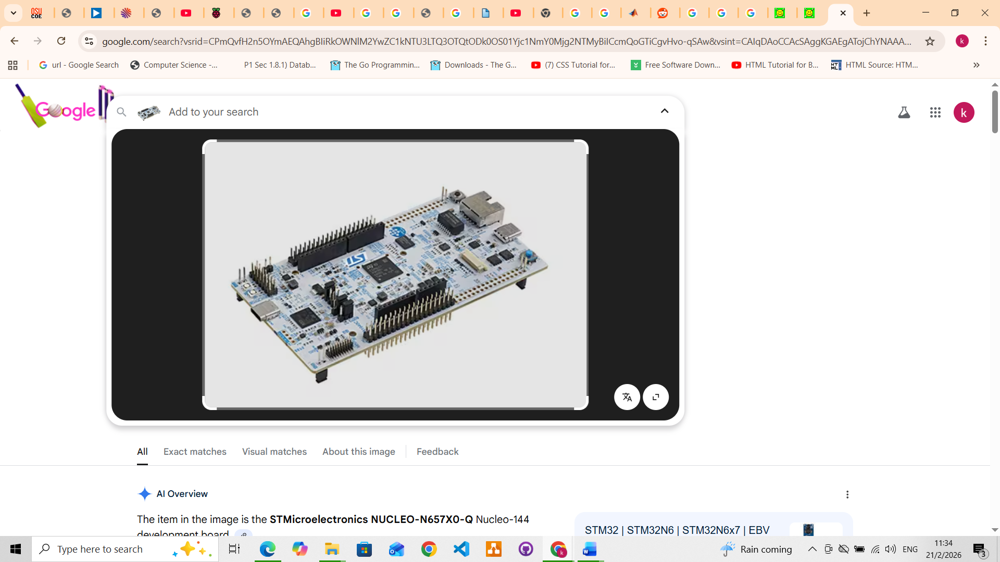 OSU
COE
google.com/search?vsrid=CPmQvfH2n5OYmAEQAhgBIiRkOWNlM2YwZC1kNTU3LTQ3OTQtODk0OS01Yjc1NmY0Mjg2NTMyBiICcmQoGTiCgvHvo-qSAw&vsint=CAIqDAoCCAcSAggKGAEgATojChYNAAA...
k
url - Google Search
Computer Science -...
P1 Sec 1.8.1) Datab...
The Go Programmin...
Downloads - The G...
(7) CSS Tutorial for...
Free Software Down...
HTML Tutorial for B...
HTML Source: HTM...
Google
Add to your search
k
ST
All
Exact matches
Visual matches
About this image
Feedback
AI Overview
The item in the image is the STMicroelectronics NUCLEO-N657X0-Q Nucleo-144
development board.
STM32 | STM32N6 | STM32N6x7 | EBV
Type here to search
Rain coming
ENG
11:34
21/2/2026
3